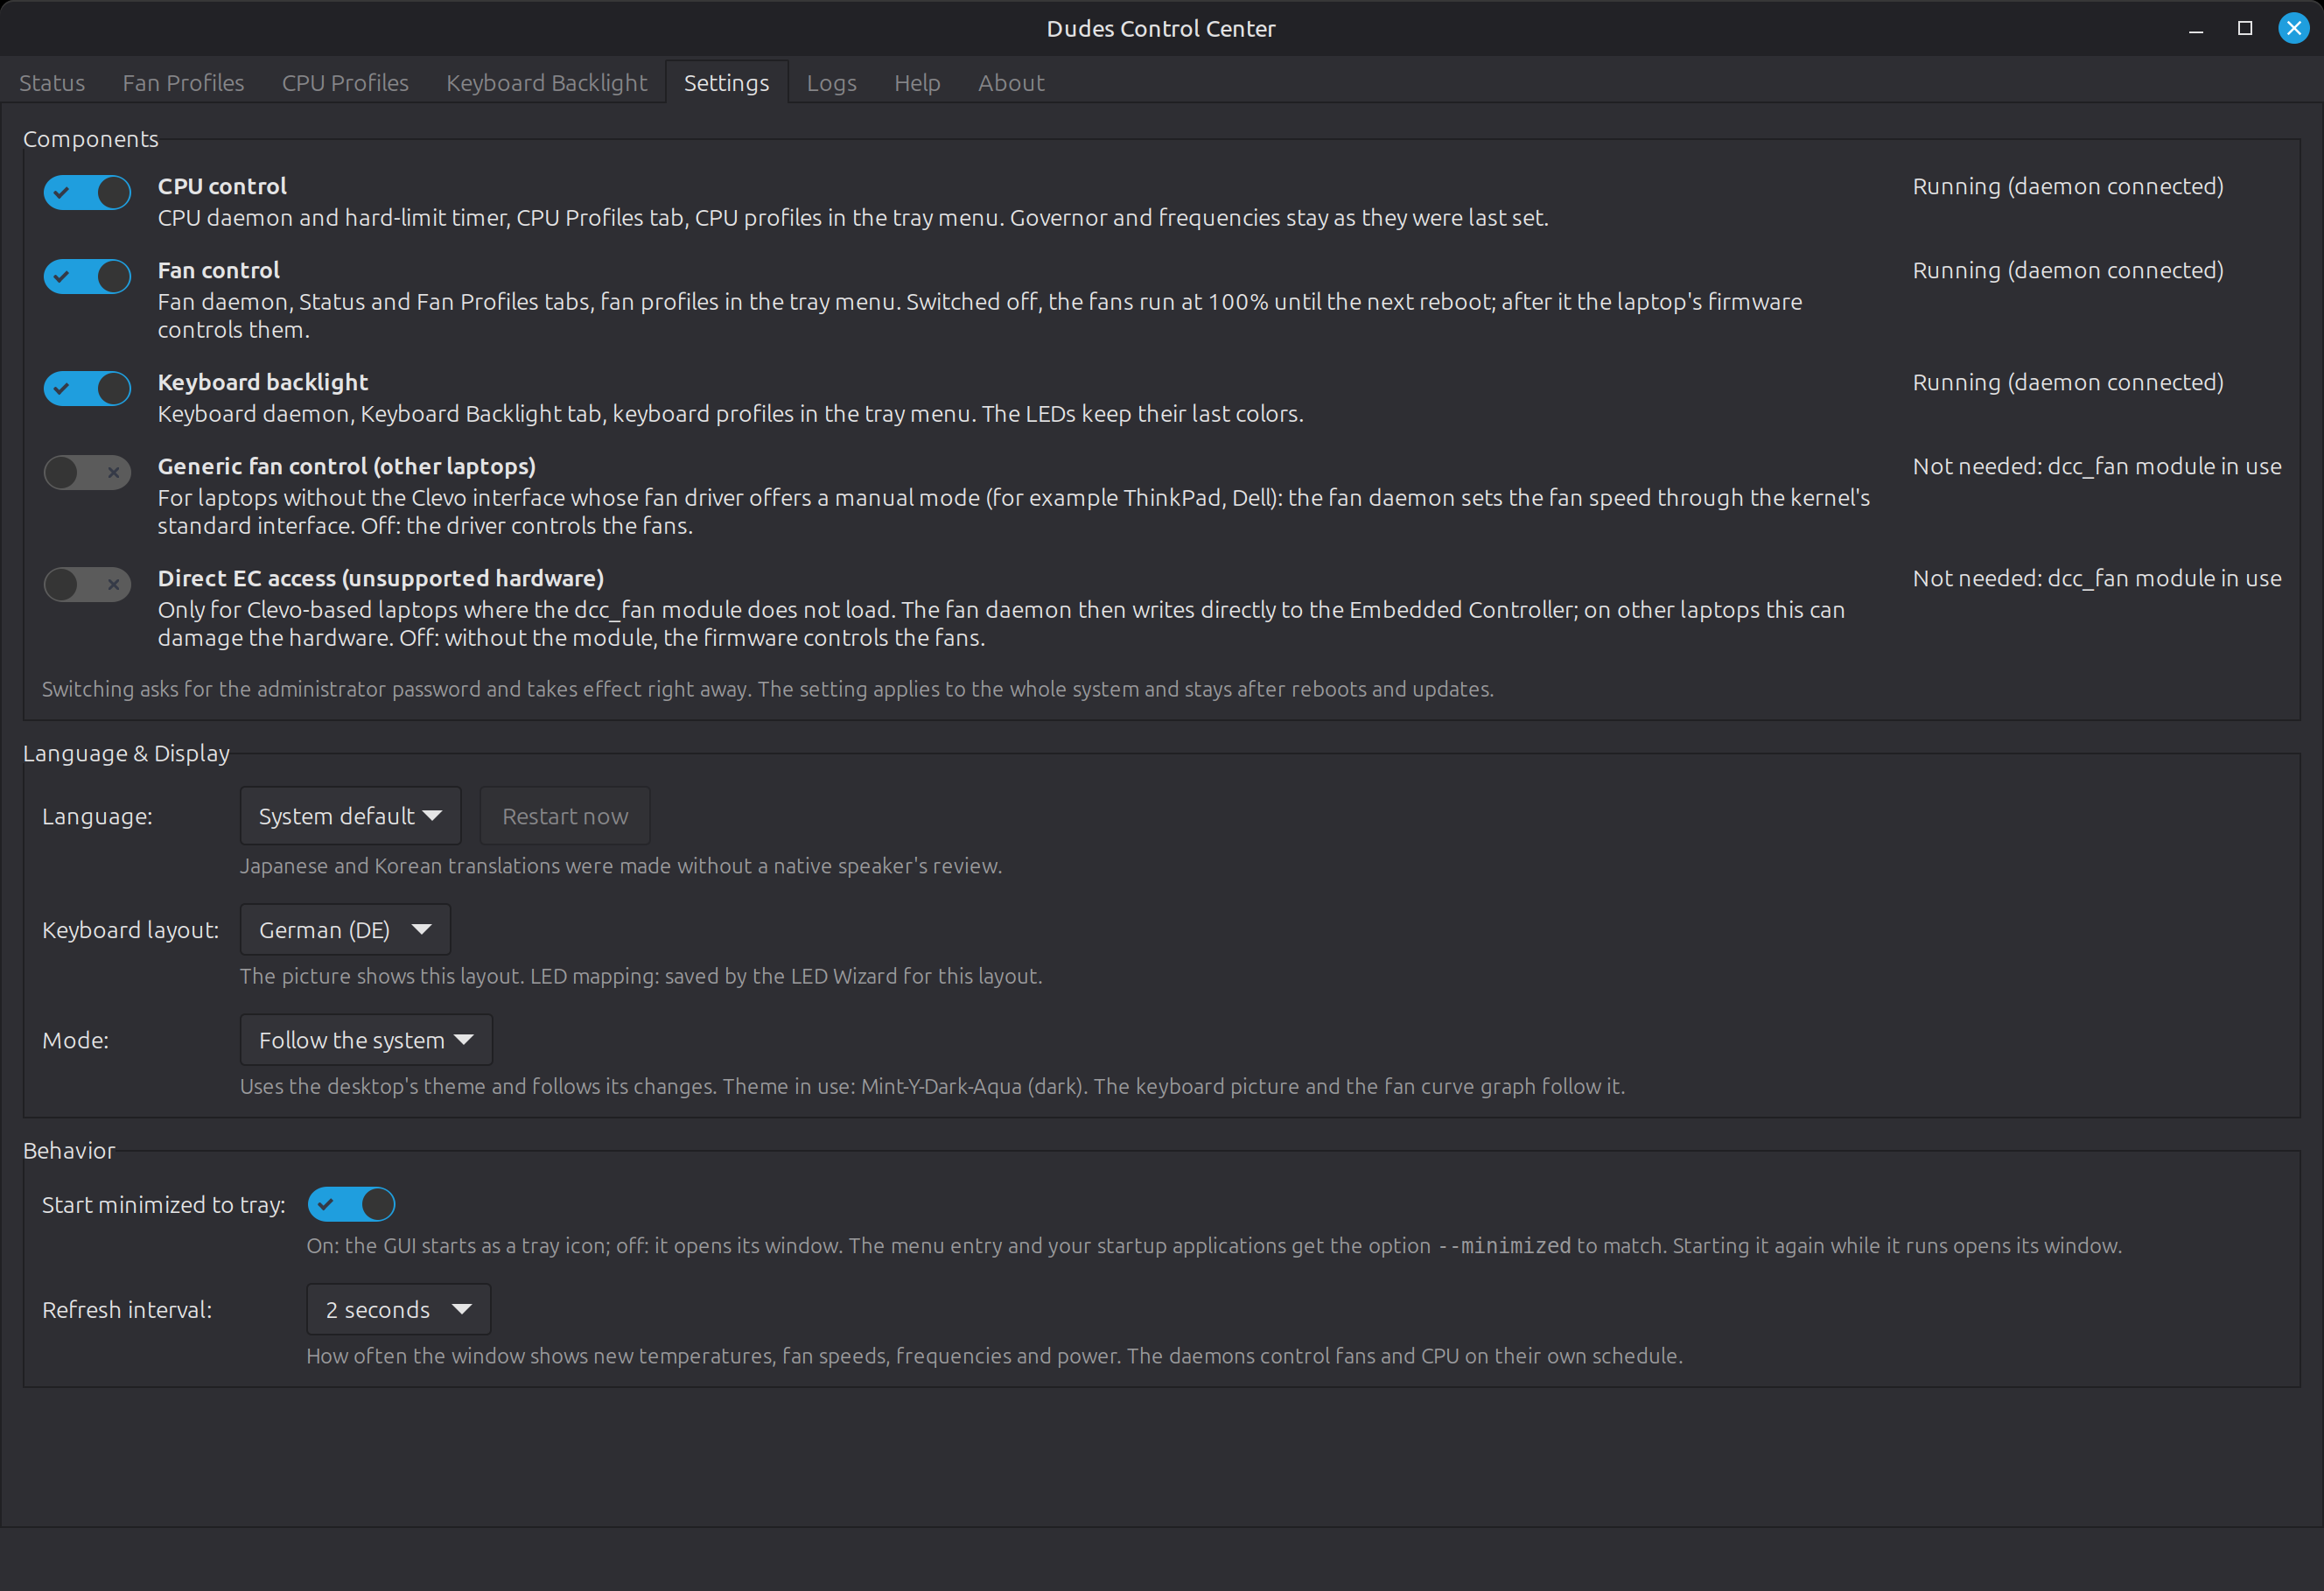 Dudes Control Center
Status Fan Profiles CPU Profiles Keyboard Backlight Settings Logs Help About
Components
CPU control Running (daemon connected)
CPU daemon and hard-limit timer, CPU Profiles tab, CPU profiles in the tray menu. Governor and frequencies stay as they were last set.
Fan control Running (daemon connected)
Fan daemon, Status and Fan Profiles tabs, fan profiles in the tray menu. Switched off, the fans run at 100% until the next reboot; after it the laptop's firmware
controls them.
Keyboard backlight Running (daemon connected)
Keyboard daemon, Keyboard Backlight tab, keyboard profiles in the tray menu. The LEDs keep their last colors.
Generic fan control (other laptops) Not needed: dcc_fan module in use
For laptops without the Clevo interface whose fan driver offers a manual mode (for example ThinkPad, Dell): the fan daemon sets the fan speed through the kernel's
standard interface. Off: the driver controls the fans.
Direct EC access (unsupported hardware) Not needed: dcc_fan module in use
Only for Clevo-based laptops where the dcc_fan module does not load. The fan daemon then writes directly to the Embedded Controller; on other laptops this can
damage the hardware. Off: without the module, the firmware controls the fans.
Switching asks for the administrator password and takes effect right away. The setting applies to the whole system and stays after reboots and updates.
Language & Display
Language: System default Restart now
Japanese and Korean translations were made without a native speaker's review.
Keyboard layout: German (DE)
The picture shows this layout. LED mapping: saved by the LED Wizard for this layout.
Mode: Follow the system
Uses the desktop's theme and follows its changes. Theme in use: Mint-Y-Dark-Aqua (dark). The keyboard picture and the fan curve graph follow it.
Behavior
Start minimized to tray:
On: the GUI starts as a tray icon; off: it opens its window. The menu entry and your startup applications get the option --minimized to match. Starting it again while it runs opens its window.
Refresh interval: 2 seconds
How often the window shows new temperatures, fan speeds, frequencies and power. The daemons control fans and CPU on their own schedule.